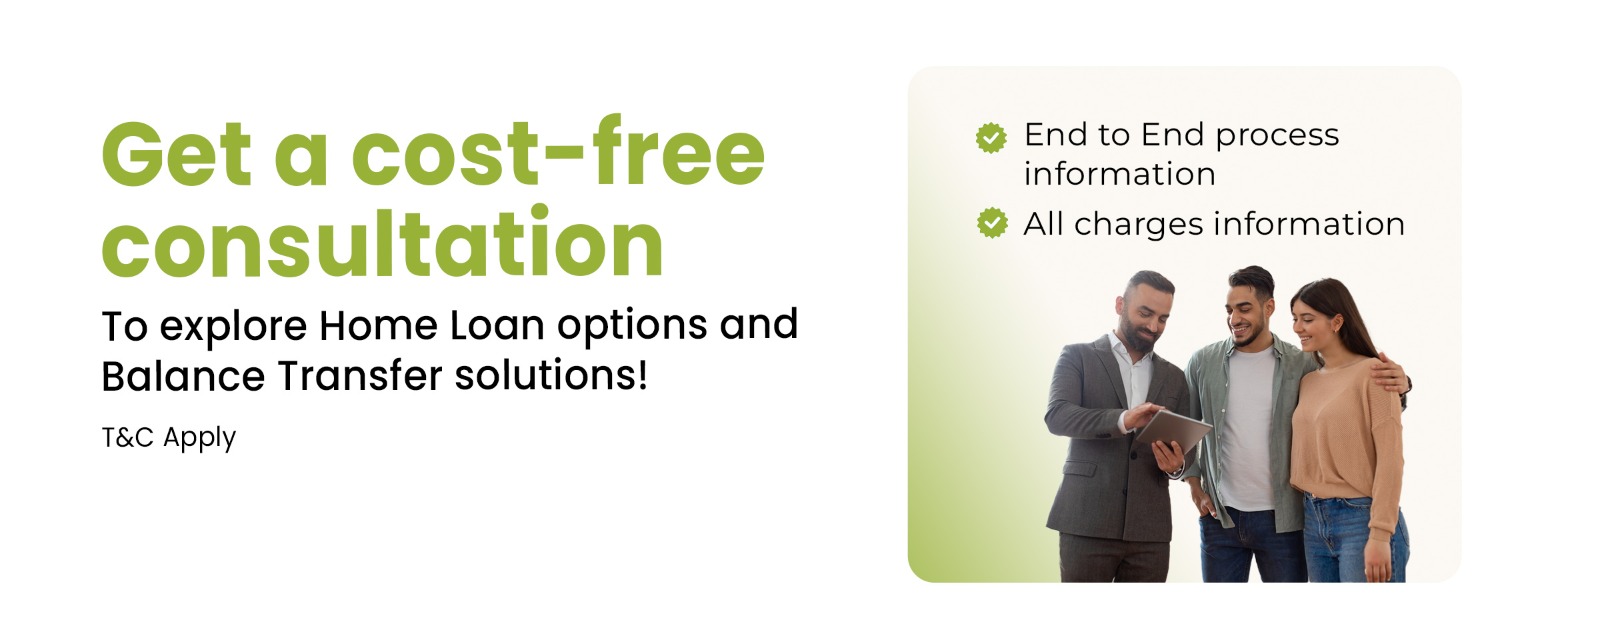 Get a cost-free
consultation
To explore Home Loan options and
Balance Transfer solutions!
T&C Apply
End to End process
information
All charges information